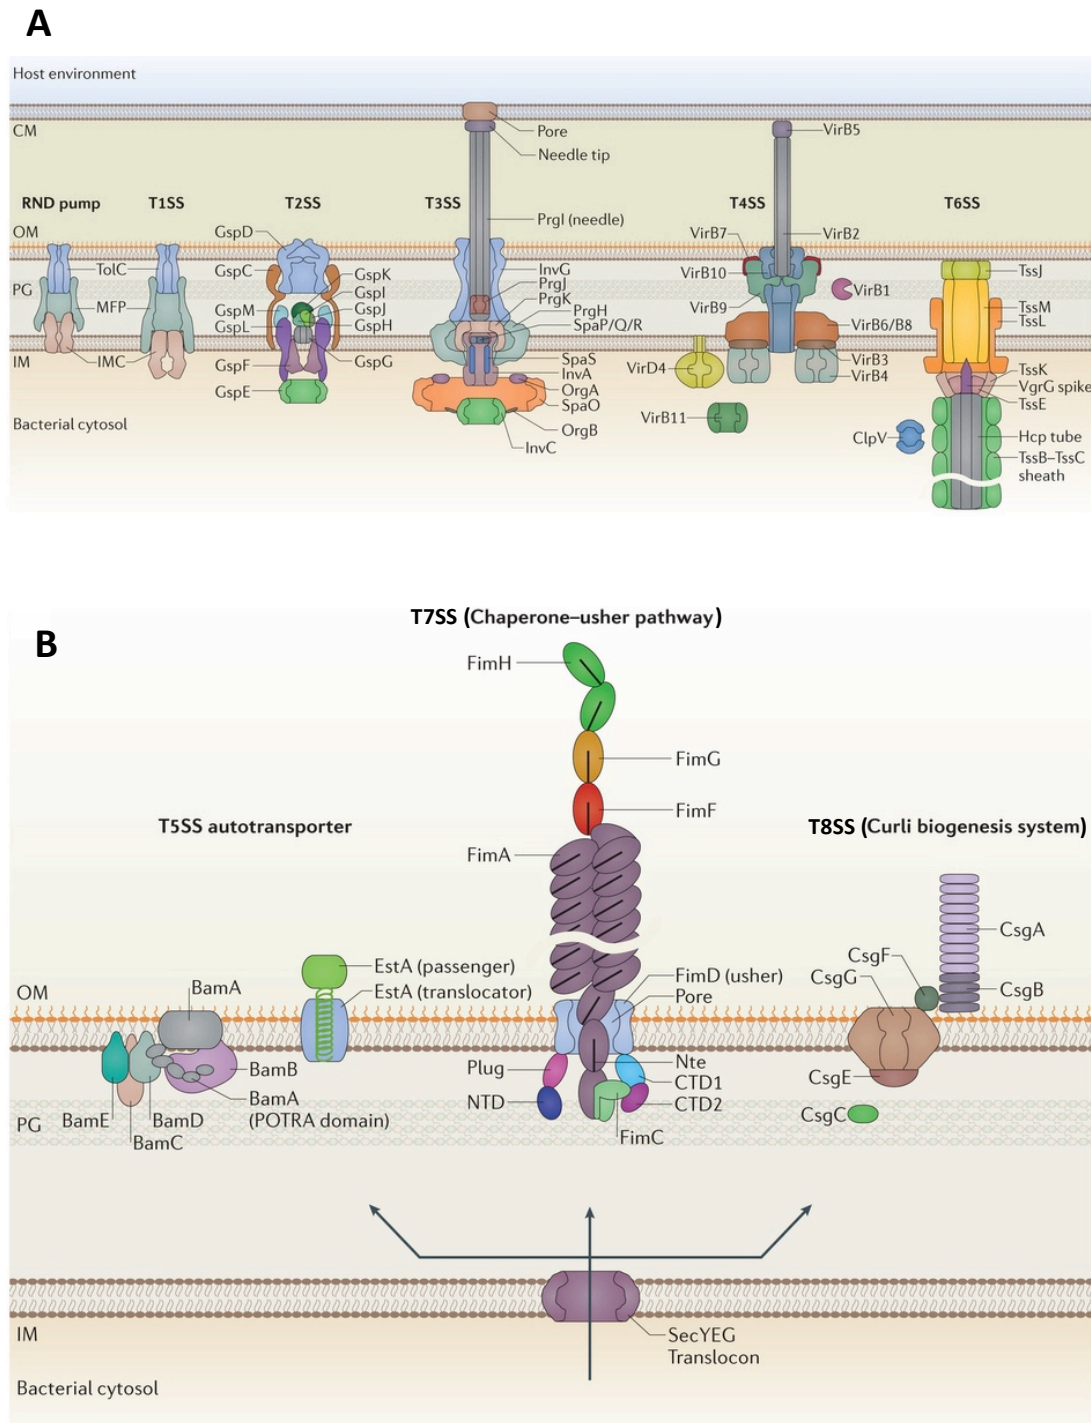 A
Host environment
CM
Pore
Needle tip
VirB5
RND pump
T1SS
T2SS
T3SS
T4SS
T6SS
PrgI (needle)
OM
GspD
VirB7
VirB2
TolC
GspC
GspK
InvG
VirB10
TssJ
PG
GspI
PrgJ
VirB1
MFP
GspM
GspJ
PrgK
VirB9
TssM
GspL
GspH
PrgH
SpaP/Q/R
VirB6/B8
TssL
IM
IMC
GspF
GspG
SpaS
InvA
VirD4
VirB3
VirB4
TssK
VgrG spike
GspE
OrgA
SpaO
TssE
Bacterial cytosol
OrgB
InvC
VirB11
ClpV
Hcp tube
TssB–TssC
sheath
B
T7SS (Chaperone–usher pathway)
FimH
FimG
FimF
T5SS autotransporter
T8SS (Curli biogenesis system)
FimA
CsgA
CsgF
CsgG
EstA (passenger)
FimD (usher)
OM
BamA
EstA (translocator)
Pore
CsgB
Plug
Nte
BamB
CTD1
CsgE
BamA
(POTRA domain)
NTD
CTD2
CsgC
PG
BamE
BamD
BamC
FimC
IM
SecYEG
Translocon
Bacterial cytosol